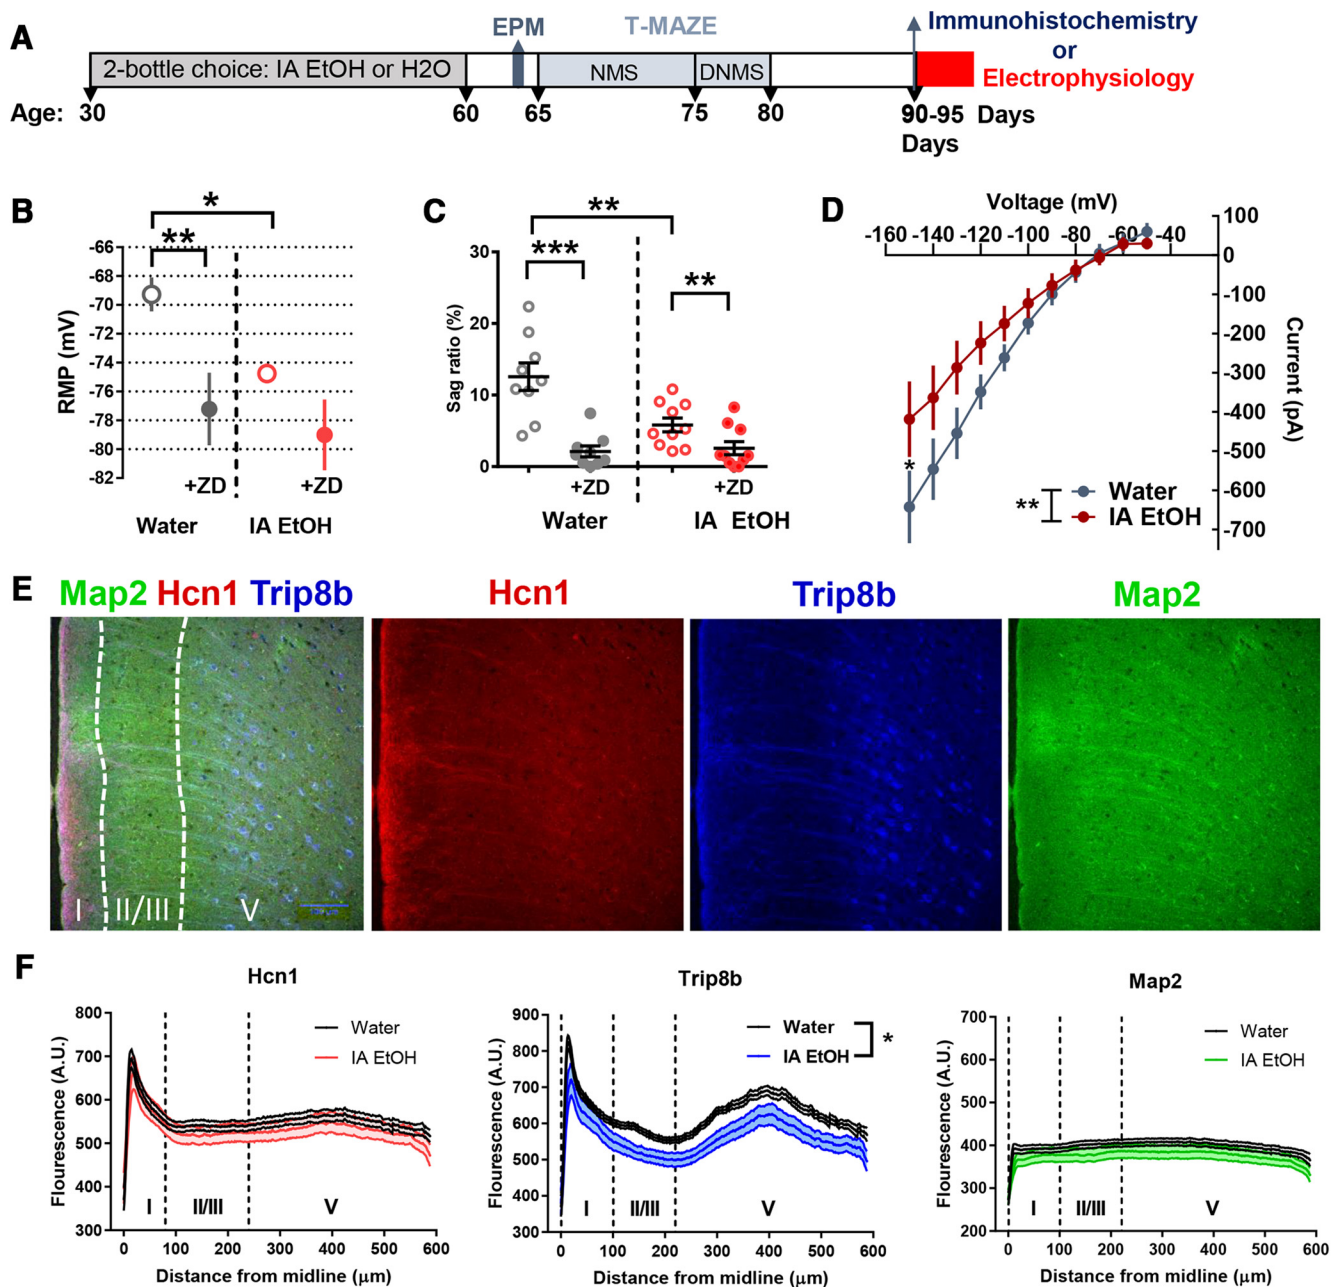 A
EPM
T-MAZE
Immunohistochemistry
or
Electrophysiology
2-bottle choice: IA EtOH or H2O
NMS
DNMS
Age: 30 60 65 75 80 90-95 Days
Days
B
*
**
-66
-68
-70
-72
-74
-76
-78
-80
-82
RMP (mV)
+ZD +ZD
Water IA EtOH
C
**
***
**
30
20
10
0
Sag ratio (%)
+ZD +ZD
Water IA EtOH
D
Voltage (mV)
-160 -140 -120 -100 -80 -60 -40
100
0
-100
-200
-300
-400
-500
-600
-700
Current (pA)
*
** Water
IA EtOH
E
Map2 Hcn1 Trip8b
Hcn1
Trip8b
Map2
I II/III V
F
Hcn1
800
700
600
500
400
300
Flourescence (A.U.)
Water
IA EtOH
I II/III V
0 100 200 300 400 500 600
Distance from midline (µm)
Trip8b
900
800
700
600
500
400
300
Flourescence (A.U.)
Water
IA EtOH
*
I II/III V
0 100 200 300 400 500 600
Distance from midline (µm)
Map2
700
600
500
400
300
200
Flourescence (A.U.)
Water
IA EtOH
I II/III V
0 100 200 300 400 500 600
Distance from midline (µm)